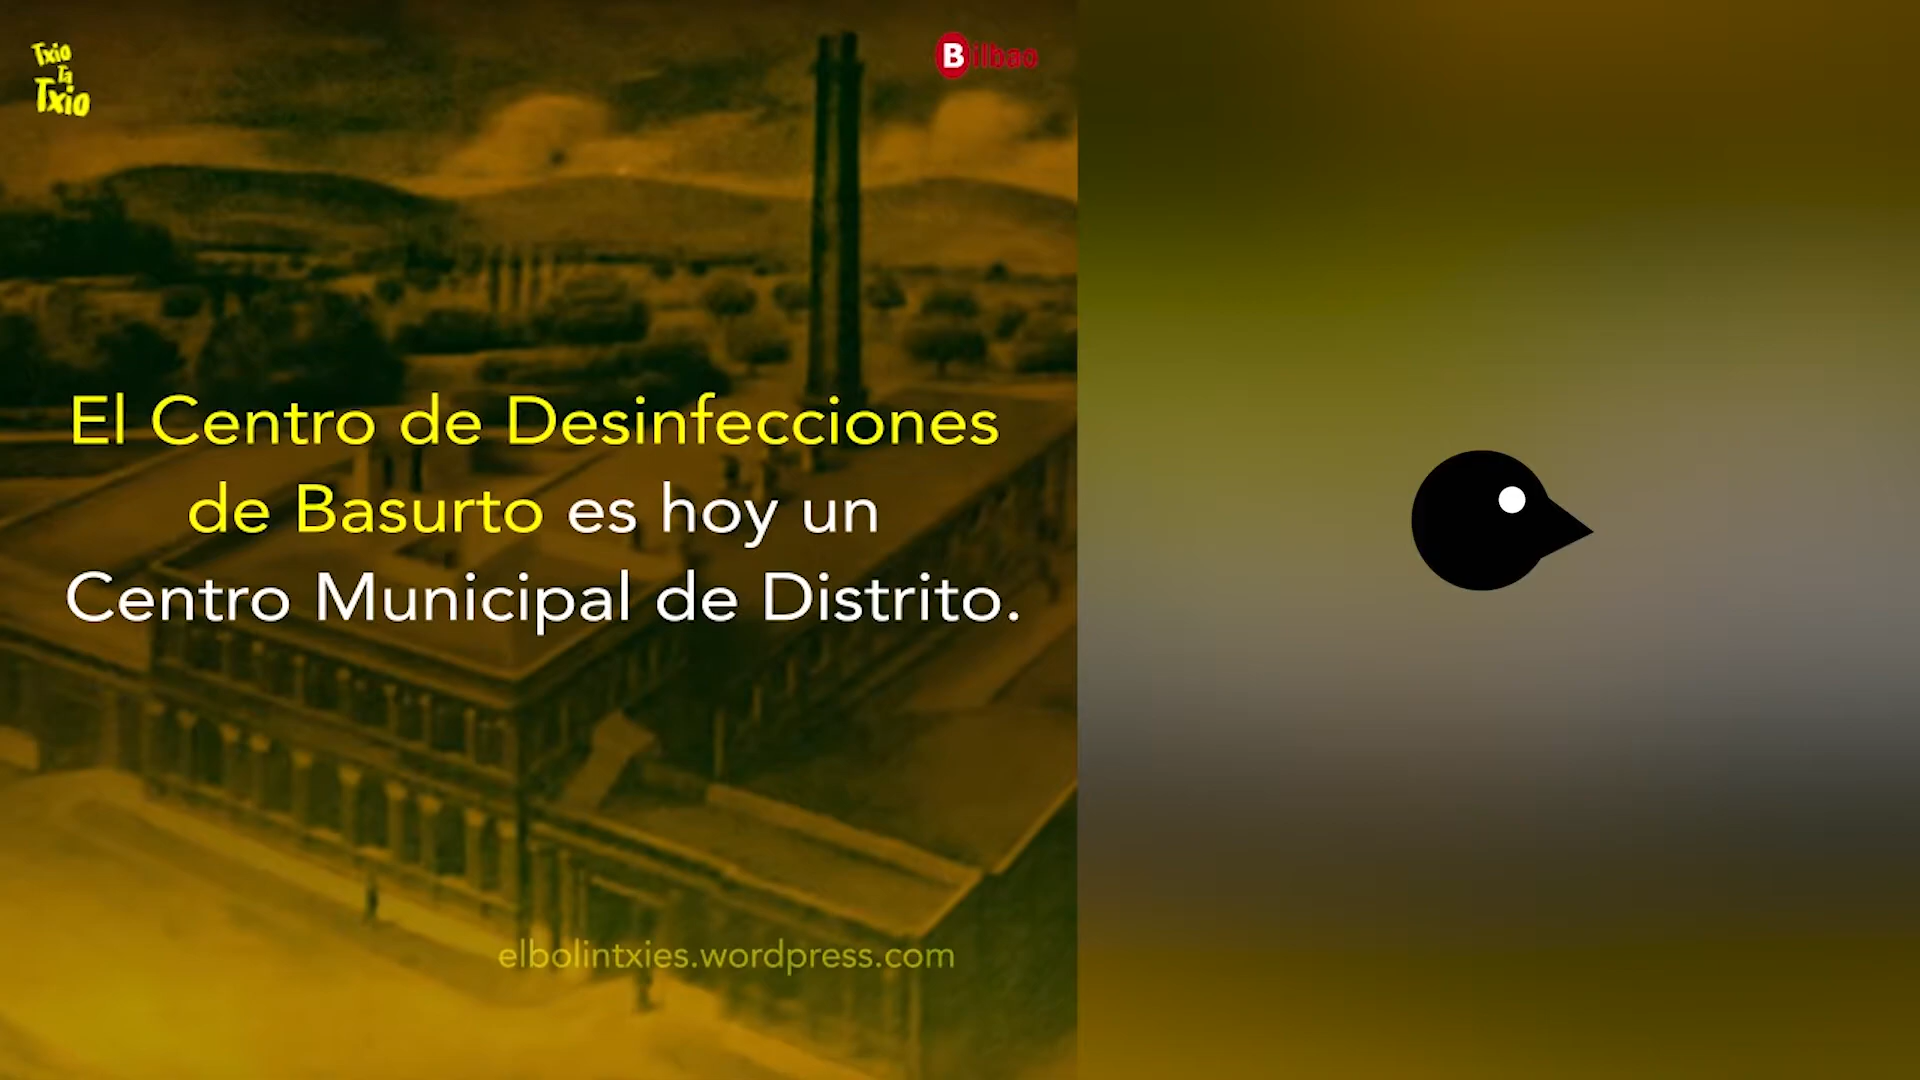 Txio
Ta
Txio
Bilbao
El Centro de Desinfecciones
de Basurto es hoy un
Centro Municipal de Distrito.
elbolintxies.wordpress.com